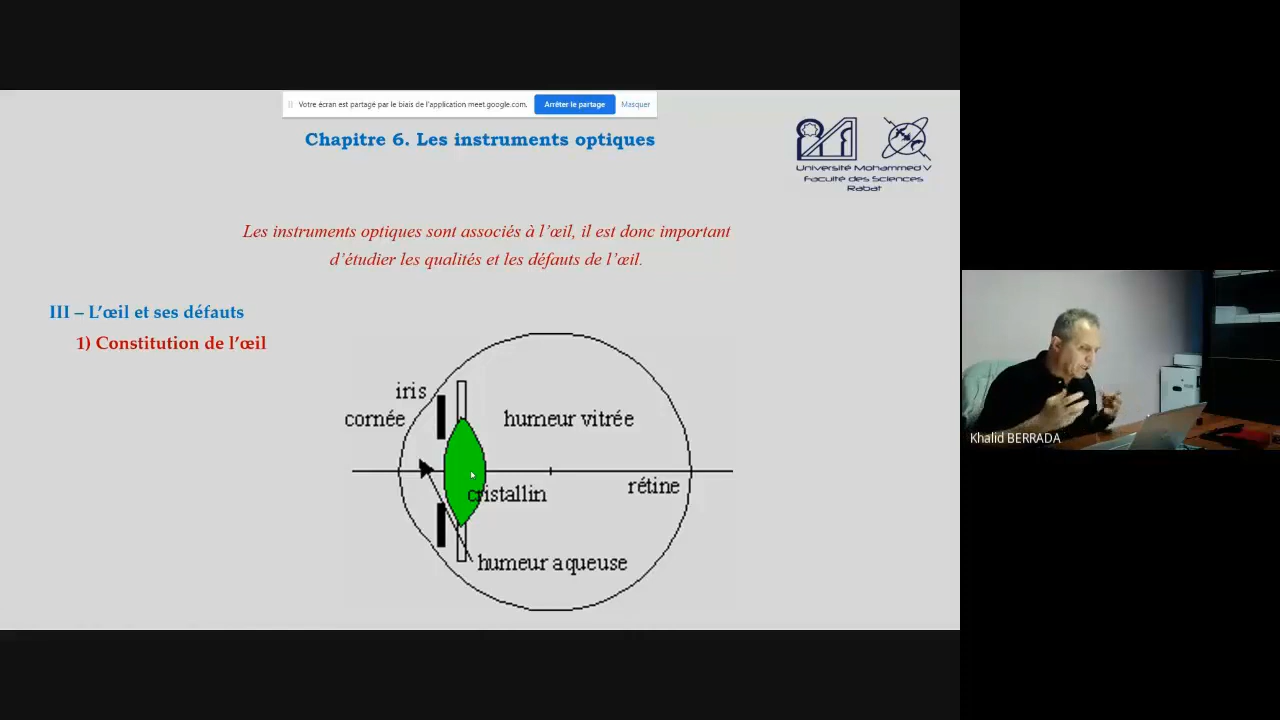 Votre écran est partagé par le biais de l'application meet.google.com.
Arrêter le partage
Masquer
Chapitre 6. Les instruments optiques
Université Mohammed V
Faculté des Sciences
Rabat
Les instruments optiques sont associés à l'œil, il est donc important
d'étudier les qualités et les défauts de l'œil.
III – L'œil et ses défauts
1) Constitution de l'œil
iris
cornée
humeur vitrée
cristallin
rétine
humeur aqueuse
Khalid BERRADA